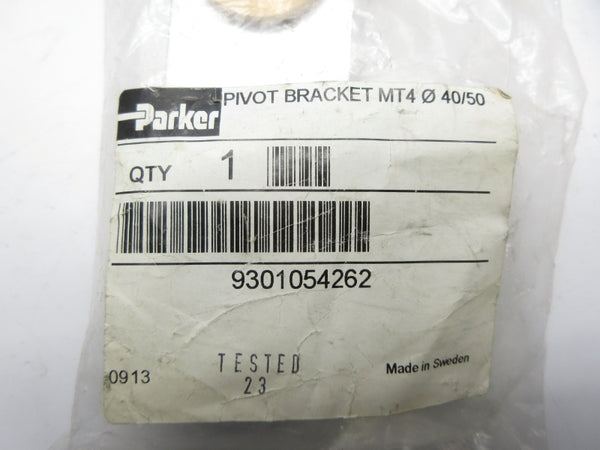 Parker PIVOT BRACKET MT4 Ø 40/50
QTY 1
9301054262
TESTED
23
0913
Made in Sweden